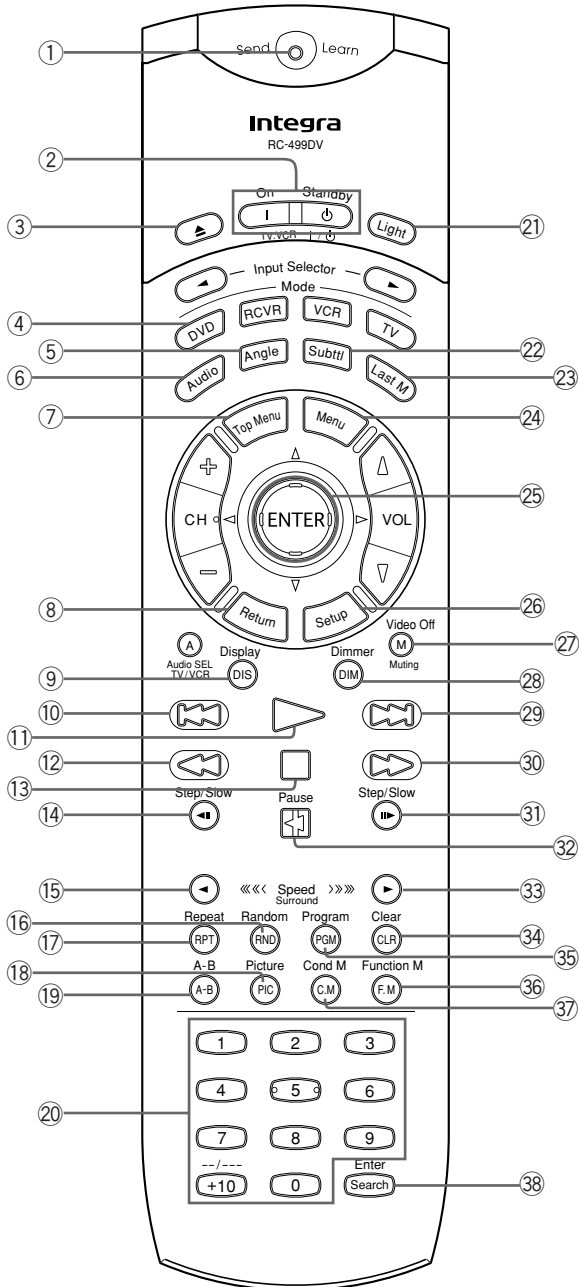 ① Send Learn
Integra
RC-499DV
②
On Standby
③ Light ㉑
TV.VCR I / ⏻
Input Selector
Mode
④ DVD RCVR VCR TV
⑤ Angle Subttl ㉒
⑥ Audio Last M ㉓
⑦ Top Menu Menu ㉔
+
CH ENTER VOL ㉕
−
⑧ Return Setup ㉖
Video Off
A M ㉗
Audio SEL
TV/VCR
Display Dimmer Muting
⑨ DIS DIM ㉘
⑩ ㉙
⑪
⑫ ㉚
⑬
Step/Slow Pause Step/Slow
⑭ ㉛
㉜
⑮ Speed ㉝
Surround
⑯
Repeat Random Program Clear
⑰ RPT RND PGM CLR ㉞
⑱ ㉟
A-B Picture Cond M Function M
⑲ A-B PIC C.M F.M ㊱
㊲
1 2 3
4 5 6
⑳
7 8 9
--/--- Enter
+10 0 Search ㊳